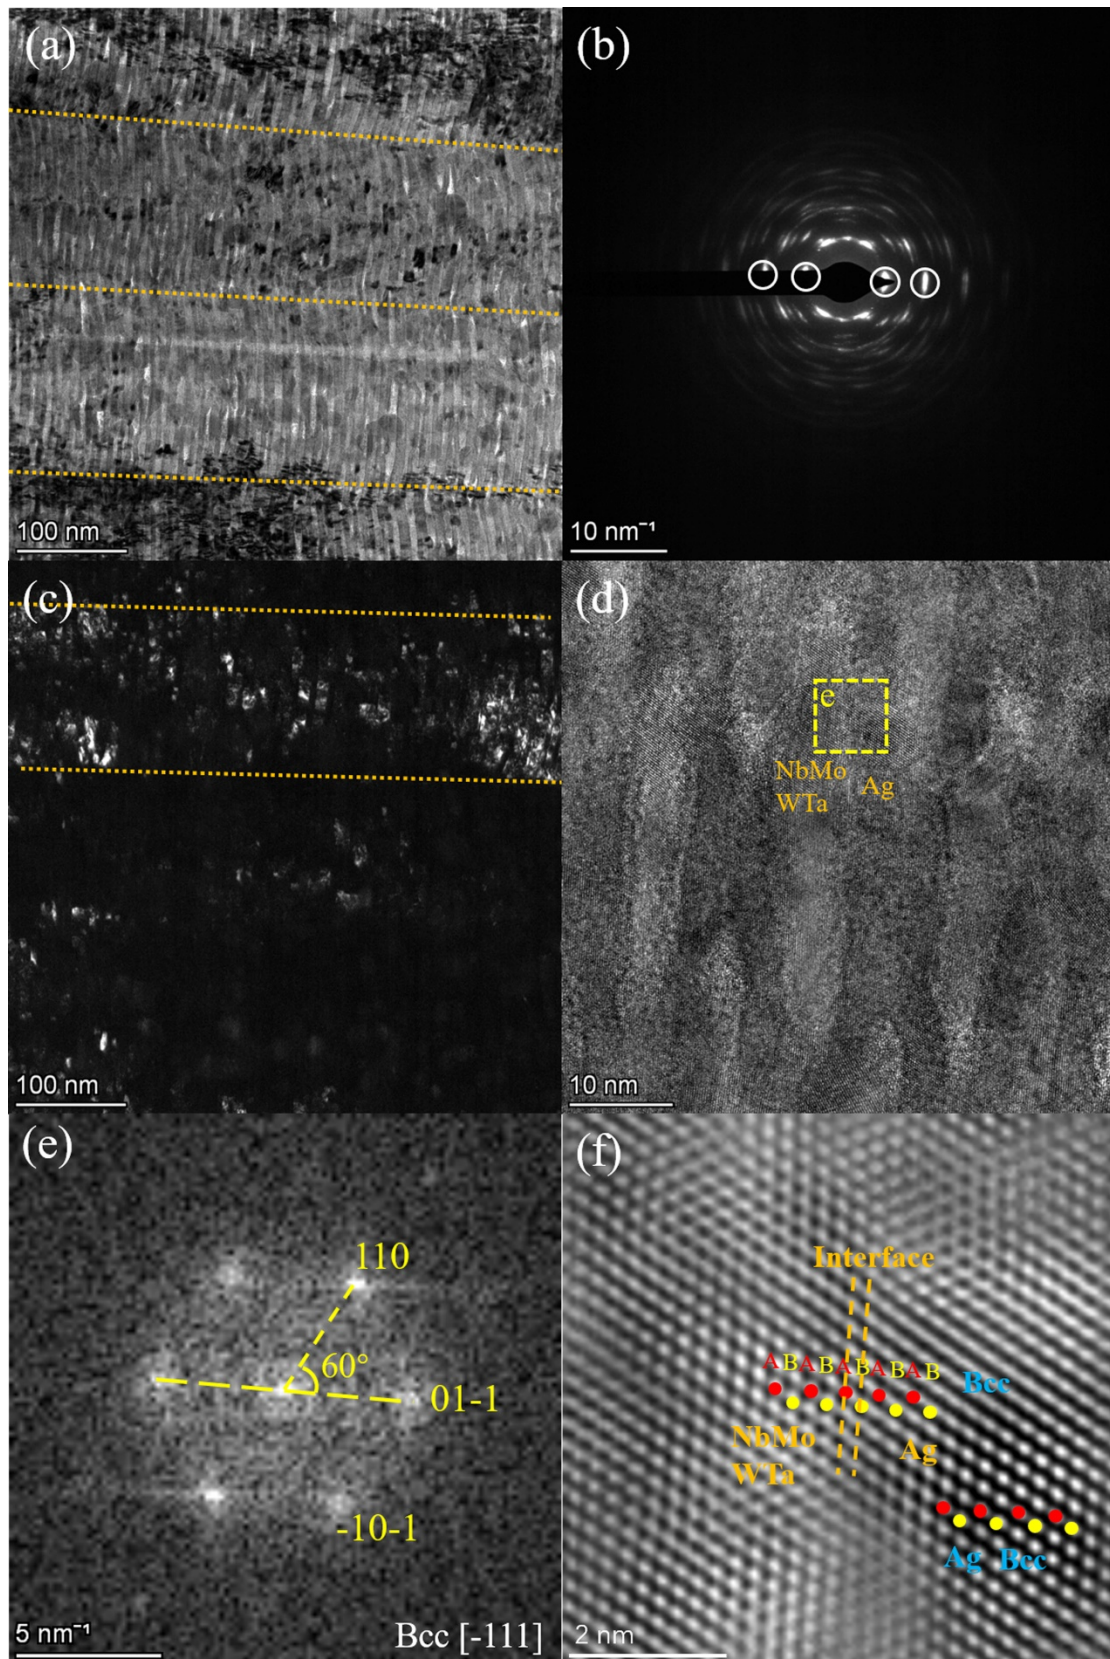 (a)
100 nm
(b)
10 nm⁻¹
(c)
100 nm
(d)
e
NbMo
WTa
Ag
10 nm
(e)
110
60°
01-1
-10-1
5 nm⁻¹
Bcc [-111]
(f)
Interface
A B A B A B A B A B
Bcc
NbMo
WTa
Ag
Ag Bcc
2 nm